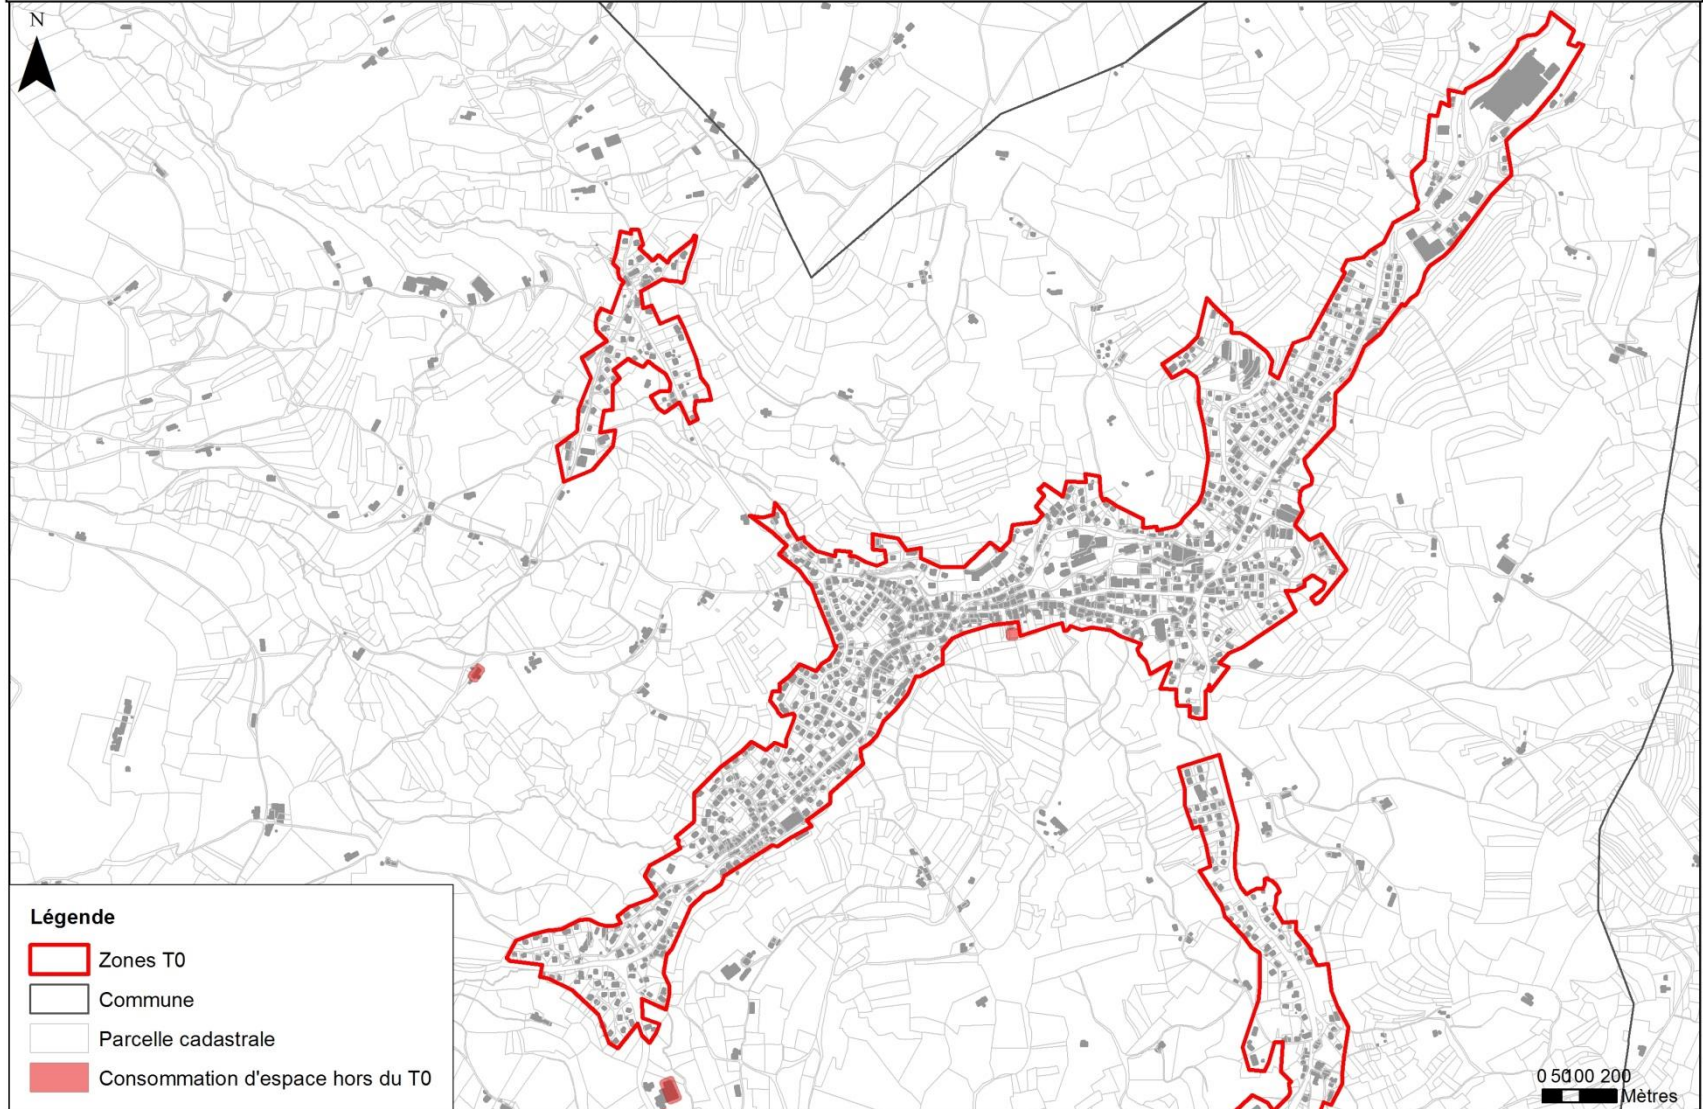 N
Légende
Zones T0
Commune
Parcelle cadastrale
Consommation d'espace hors du T0
0 50100 200
Mètres